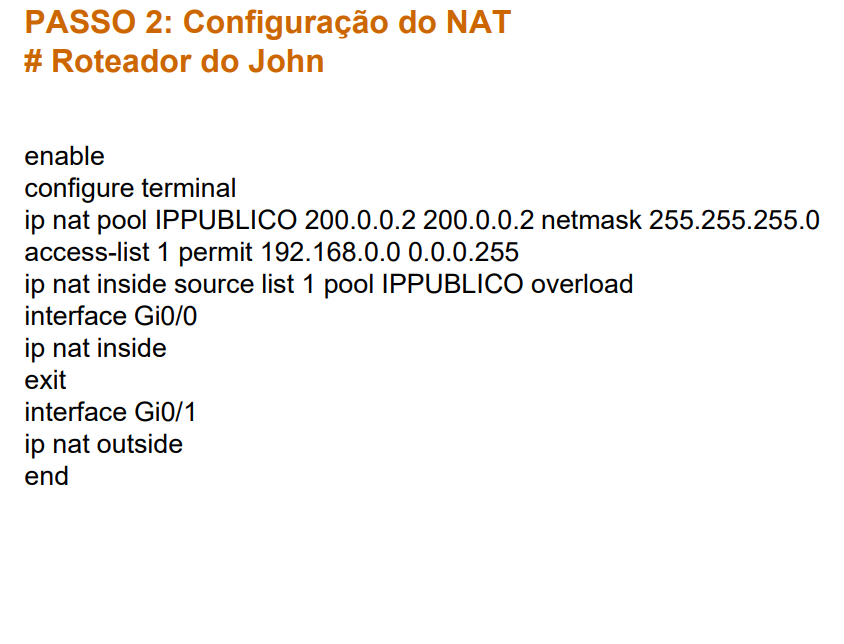 PASSO 2: Configuração do NAT
# Roteador do John
enable
configure terminal
ip nat pool IPPUBLICO 200.0.0.2 200.0.0.2 netmask 255.255.255.0
access-list 1 permit 192.168.0.0 0.0.0.255
ip nat inside source list 1 pool IPPUBLICO overload
interface Gi0/0
ip nat inside
exit
interface Gi0/1
ip nat outside
end